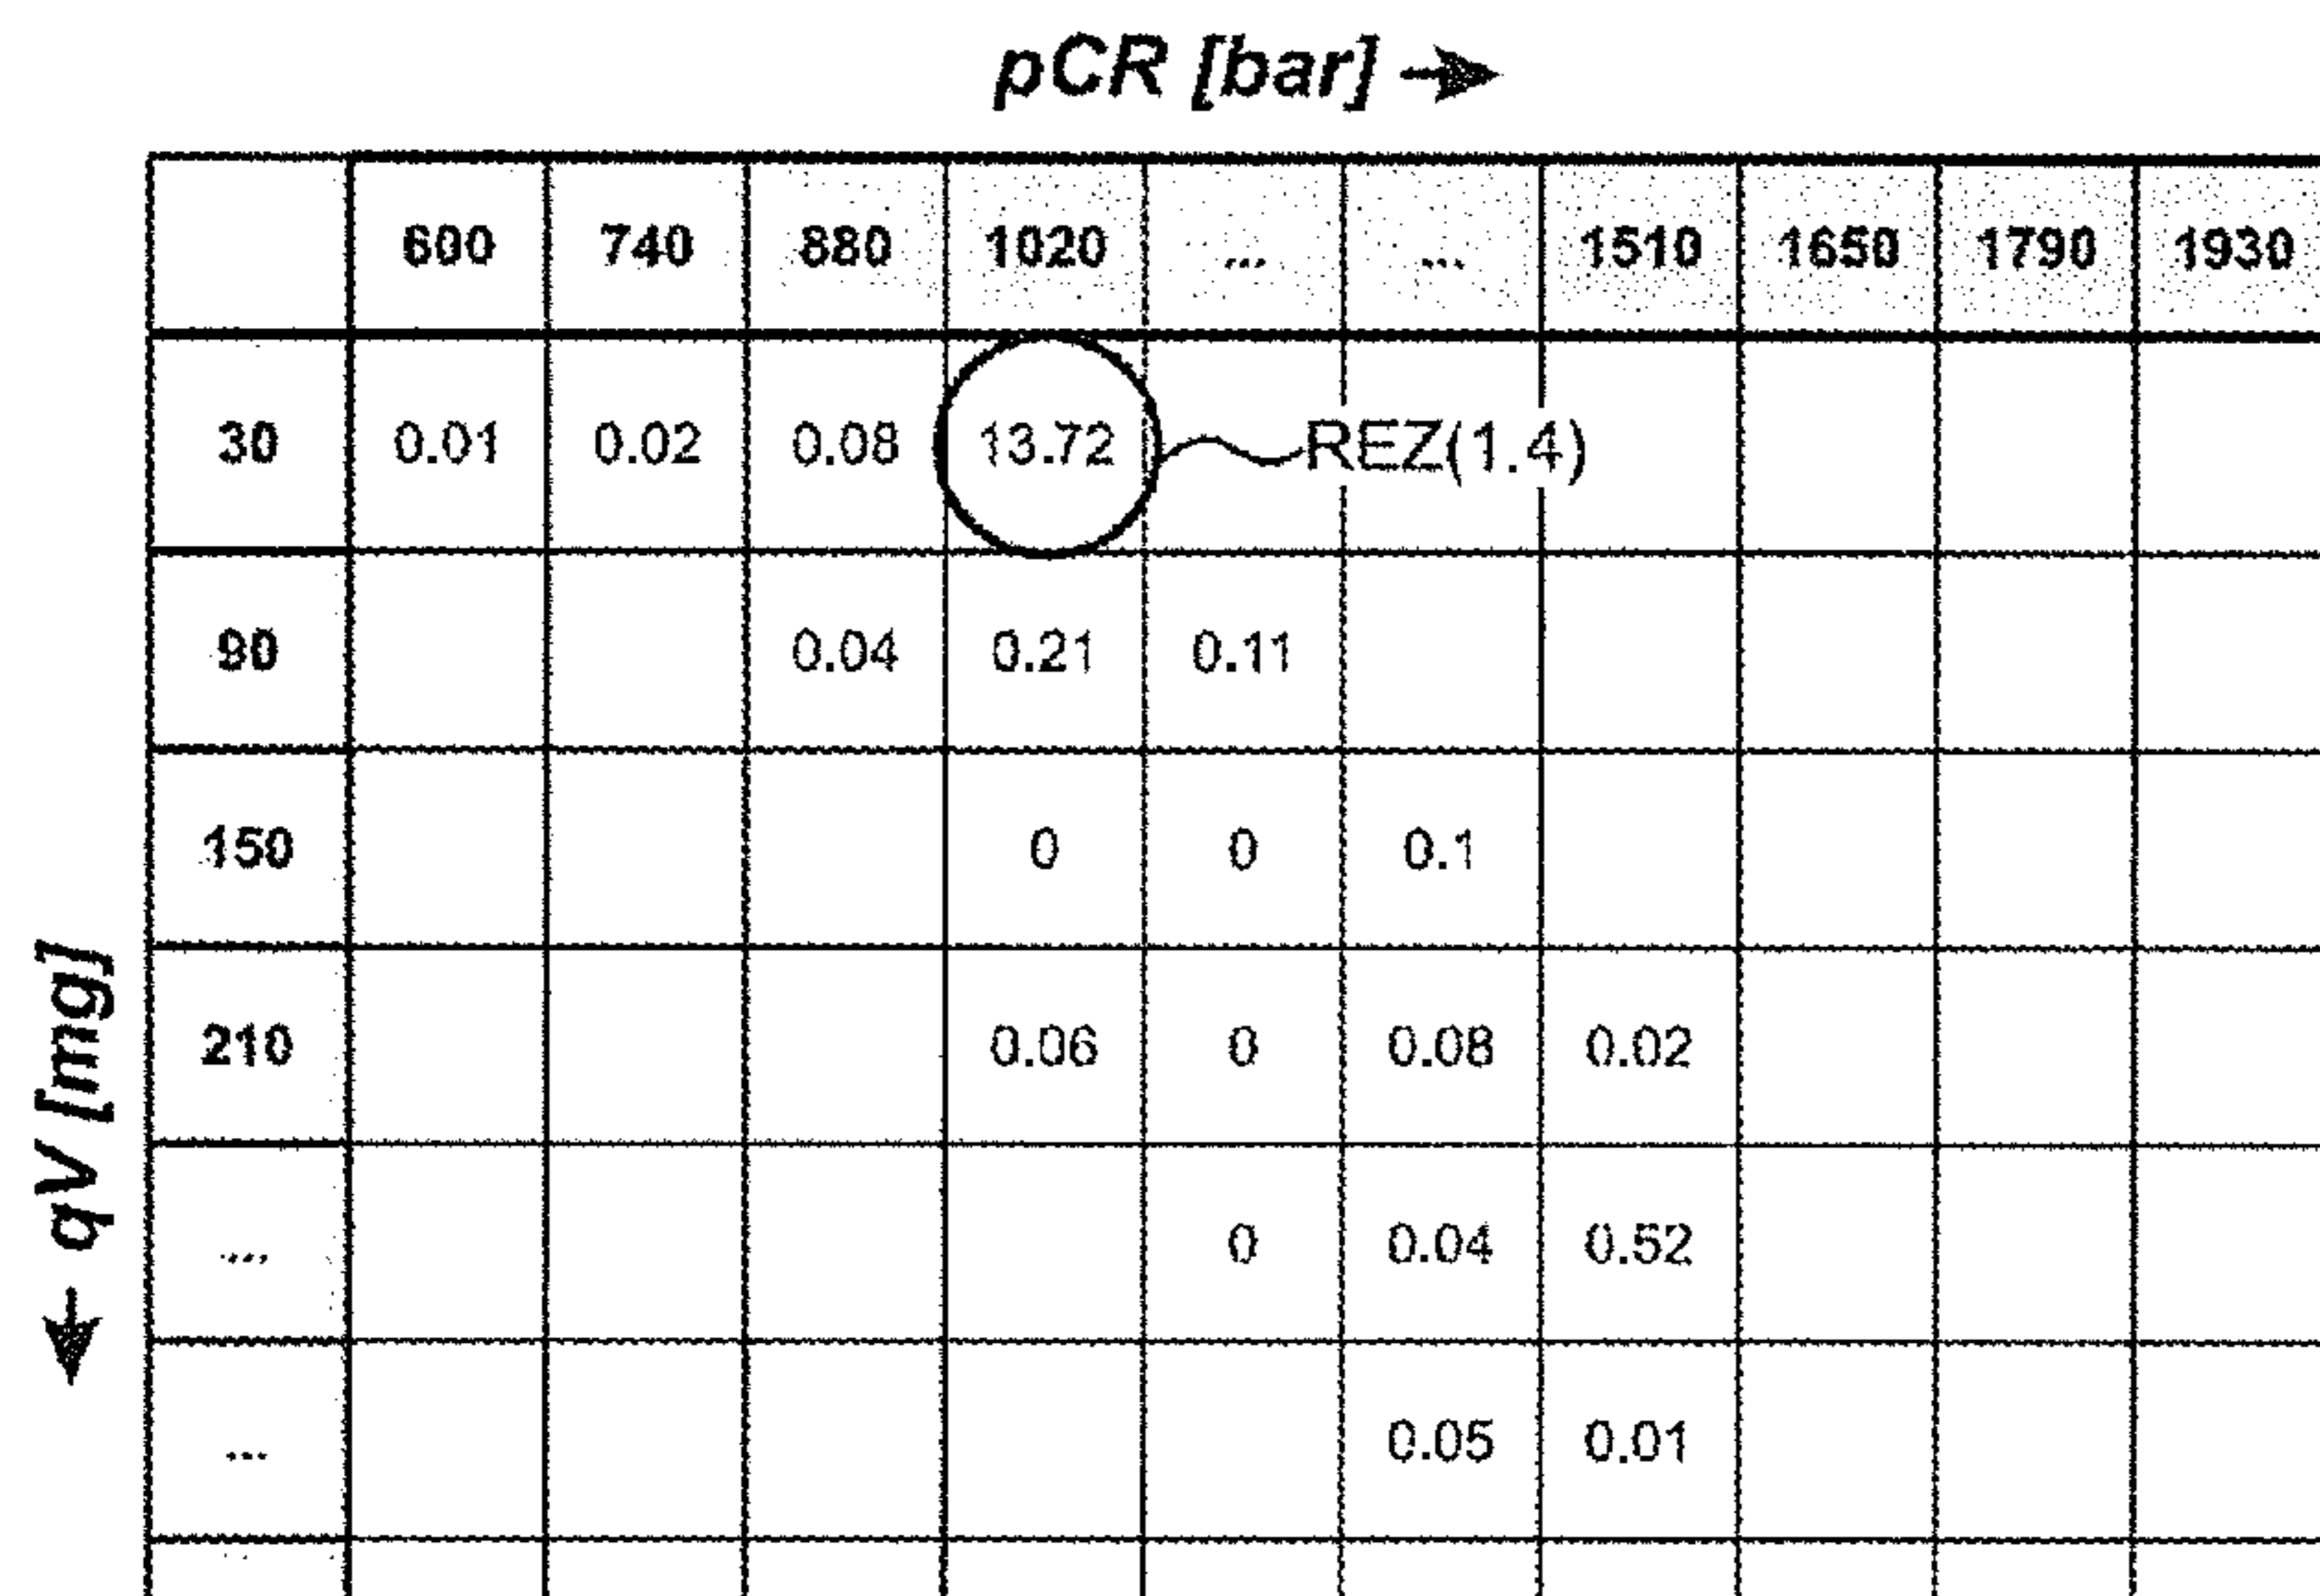 pCR [bar]
600 740 880 1020 ... ... 1510 1650 1790 1930
30 0.01 0.02 0.08 13.72 REZ(1.4)
90 0.04 0.21 0.11
150 0 0 0.1
210 0.06 0 0.08 0.02
... 0 0.04 0.52
... 0.05 0.01
qV [mg]